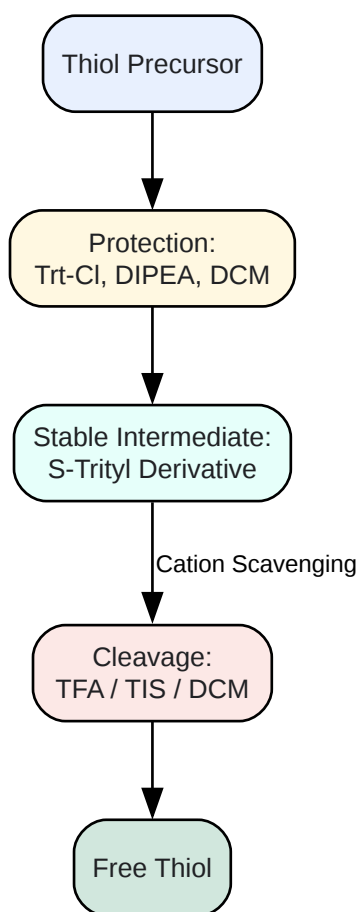 Thiol Precursor
Protection:
Trt-Cl, DIPEA, DCM
Stable Intermediate:
S-Trityl Derivative
Cation Scavenging
Cleavage:
TFA / TIS / DCM
Free Thiol